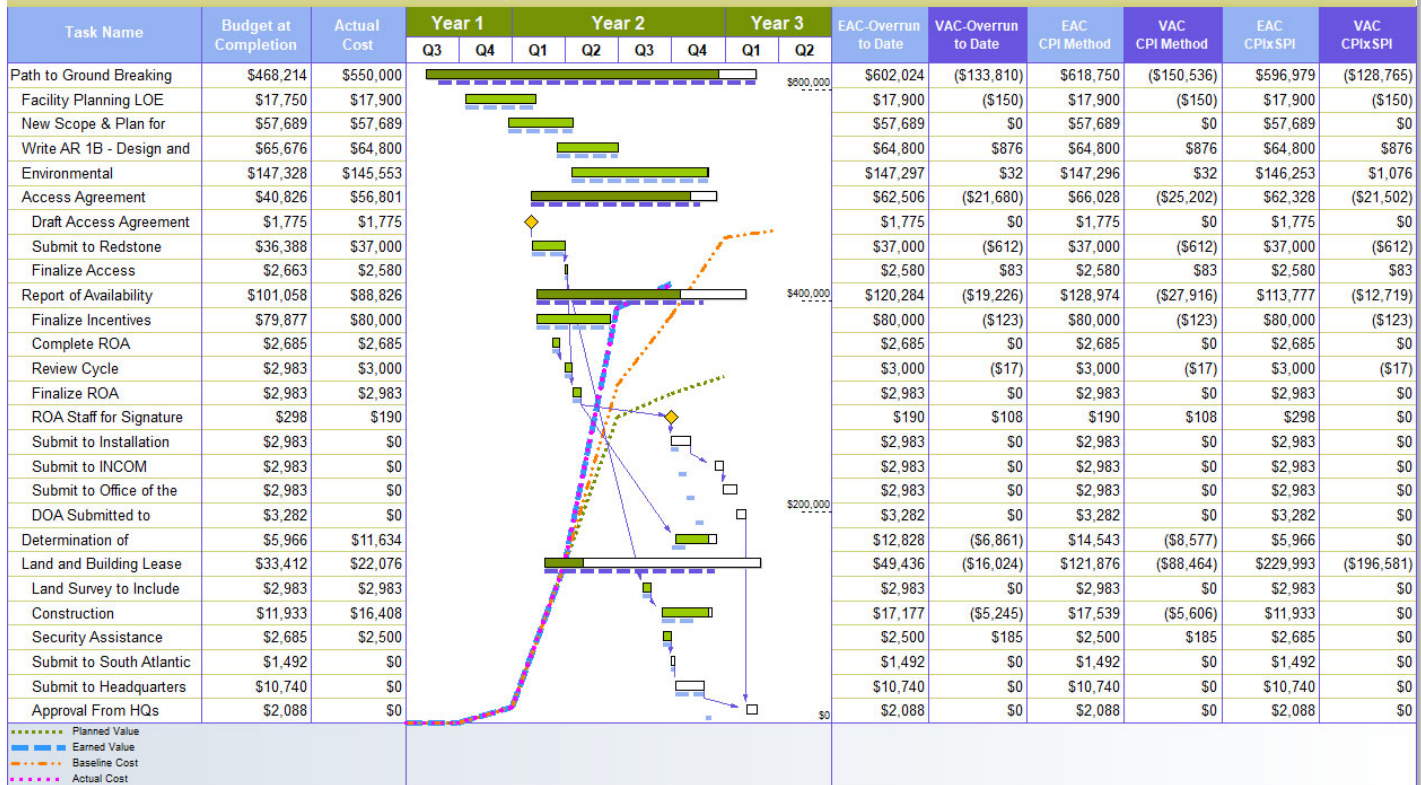 Task Name Budget at Completion Actual Cost Year 1 Year 2 Year 3 EAC-Overrun to Date VAC-Overrun to Date EAC CPI Method VAC CPI Method EAC CPIxSPI VAC CPIxSPI
Q3 Q4 Q1 Q2 Q3 Q4 Q1 Q2
Path to Ground Breaking $468,214 $550,000 $600,000 $602,024 ($133,810) $618,750 ($150,536) $596,979 ($128,765)
Facility Planning LOE $17,750 $17,900 $17,900 ($150) $17,900 ($150) $17,900 ($150)
New Scope & Plan for $57,689 $57,689 $57,689 $0 $57,689 $0 $57,689 $0
Write AR 1B - Design and $65,676 $64,800 $64,800 $876 $64,800 $876 $64,800 $876
Environmental $147,328 $145,553 $147,297 $32 $147,296 $32 $146,253 $1,076
Access Agreement $40,826 $56,801 $62,506 ($21,680) $66,028 ($25,202) $62,328 ($21,502)
Draft Access Agreement $1,775 $1,775 $1,775 $0 $1,775 $0 $1,775 $0
Submit to Redstone $36,388 $37,000 $37,000 ($612) $37,000 ($612) $37,000 ($612)
Finalize Access $2,663 $2,580 $2,580 $83 $2,580 $83 $2,580 $83
Report of Availability $101,058 $88,826 $400,000 $120,284 ($19,226) $128,974 ($27,916) $113,777 ($12,719)
Finalize Incentives $79,877 $80,000 $80,000 ($123) $80,000 ($123) $80,000 ($123)
Complete ROA $2,685 $2,685 $2,685 $0 $2,685 $0 $2,685 $0
Review Cycle $2,983 $3,000 $3,000 ($17) $3,000 ($17) $3,000 ($17)
Finalize ROA $2,983 $2,983 $2,983 $0 $2,983 $0 $2,983 $0
ROA Staff for Signature $298 $190 $190 $108 $190 $108 $298 $0
Submit to Installation $2,983 $0 $2,983 $0 $2,983 $0 $2,983 $0
Submit to INCOM $2,983 $0 $2,983 $0 $2,983 $0 $2,983 $0
Submit to Office of the $2,983 $0 $200,000 $2,983 $0 $2,983 $0 $2,983 $0
DOA Submitted to $3,282 $0 $3,282 $0 $3,282 $0 $3,282 $0
Determination of $5,966 $11,634 $12,828 ($6,861) $14,543 ($8,577) $5,966 $0
Land and Building Lease $33,412 $22,076 $49,436 ($16,024) $121,876 ($88,464) $229,993 ($196,581)
Land Survey to Include $2,983 $2,983 $2,983 $0 $2,983 $0 $2,983 $0
Construction $11,933 $16,408 $17,177 ($5,245) $17,539 ($5,606) $11,933 $0
Security Assistance $2,685 $2,500 $2,500 $185 $2,500 $185 $2,685 $0
Submit to South Atlantic $1,492 $0 $1,492 $0 $1,492 $0 $1,492 $0
Submit to Headquarters $10,740 $0 $10,740 $0 $10,740 $0 $10,740 $0
Approval From HQs $2,088 $0 $0 $2,088 $0 $2,088 $0 $2,088 $0
Planned Value
Earned Value
Baseline Cost
Actual Cost